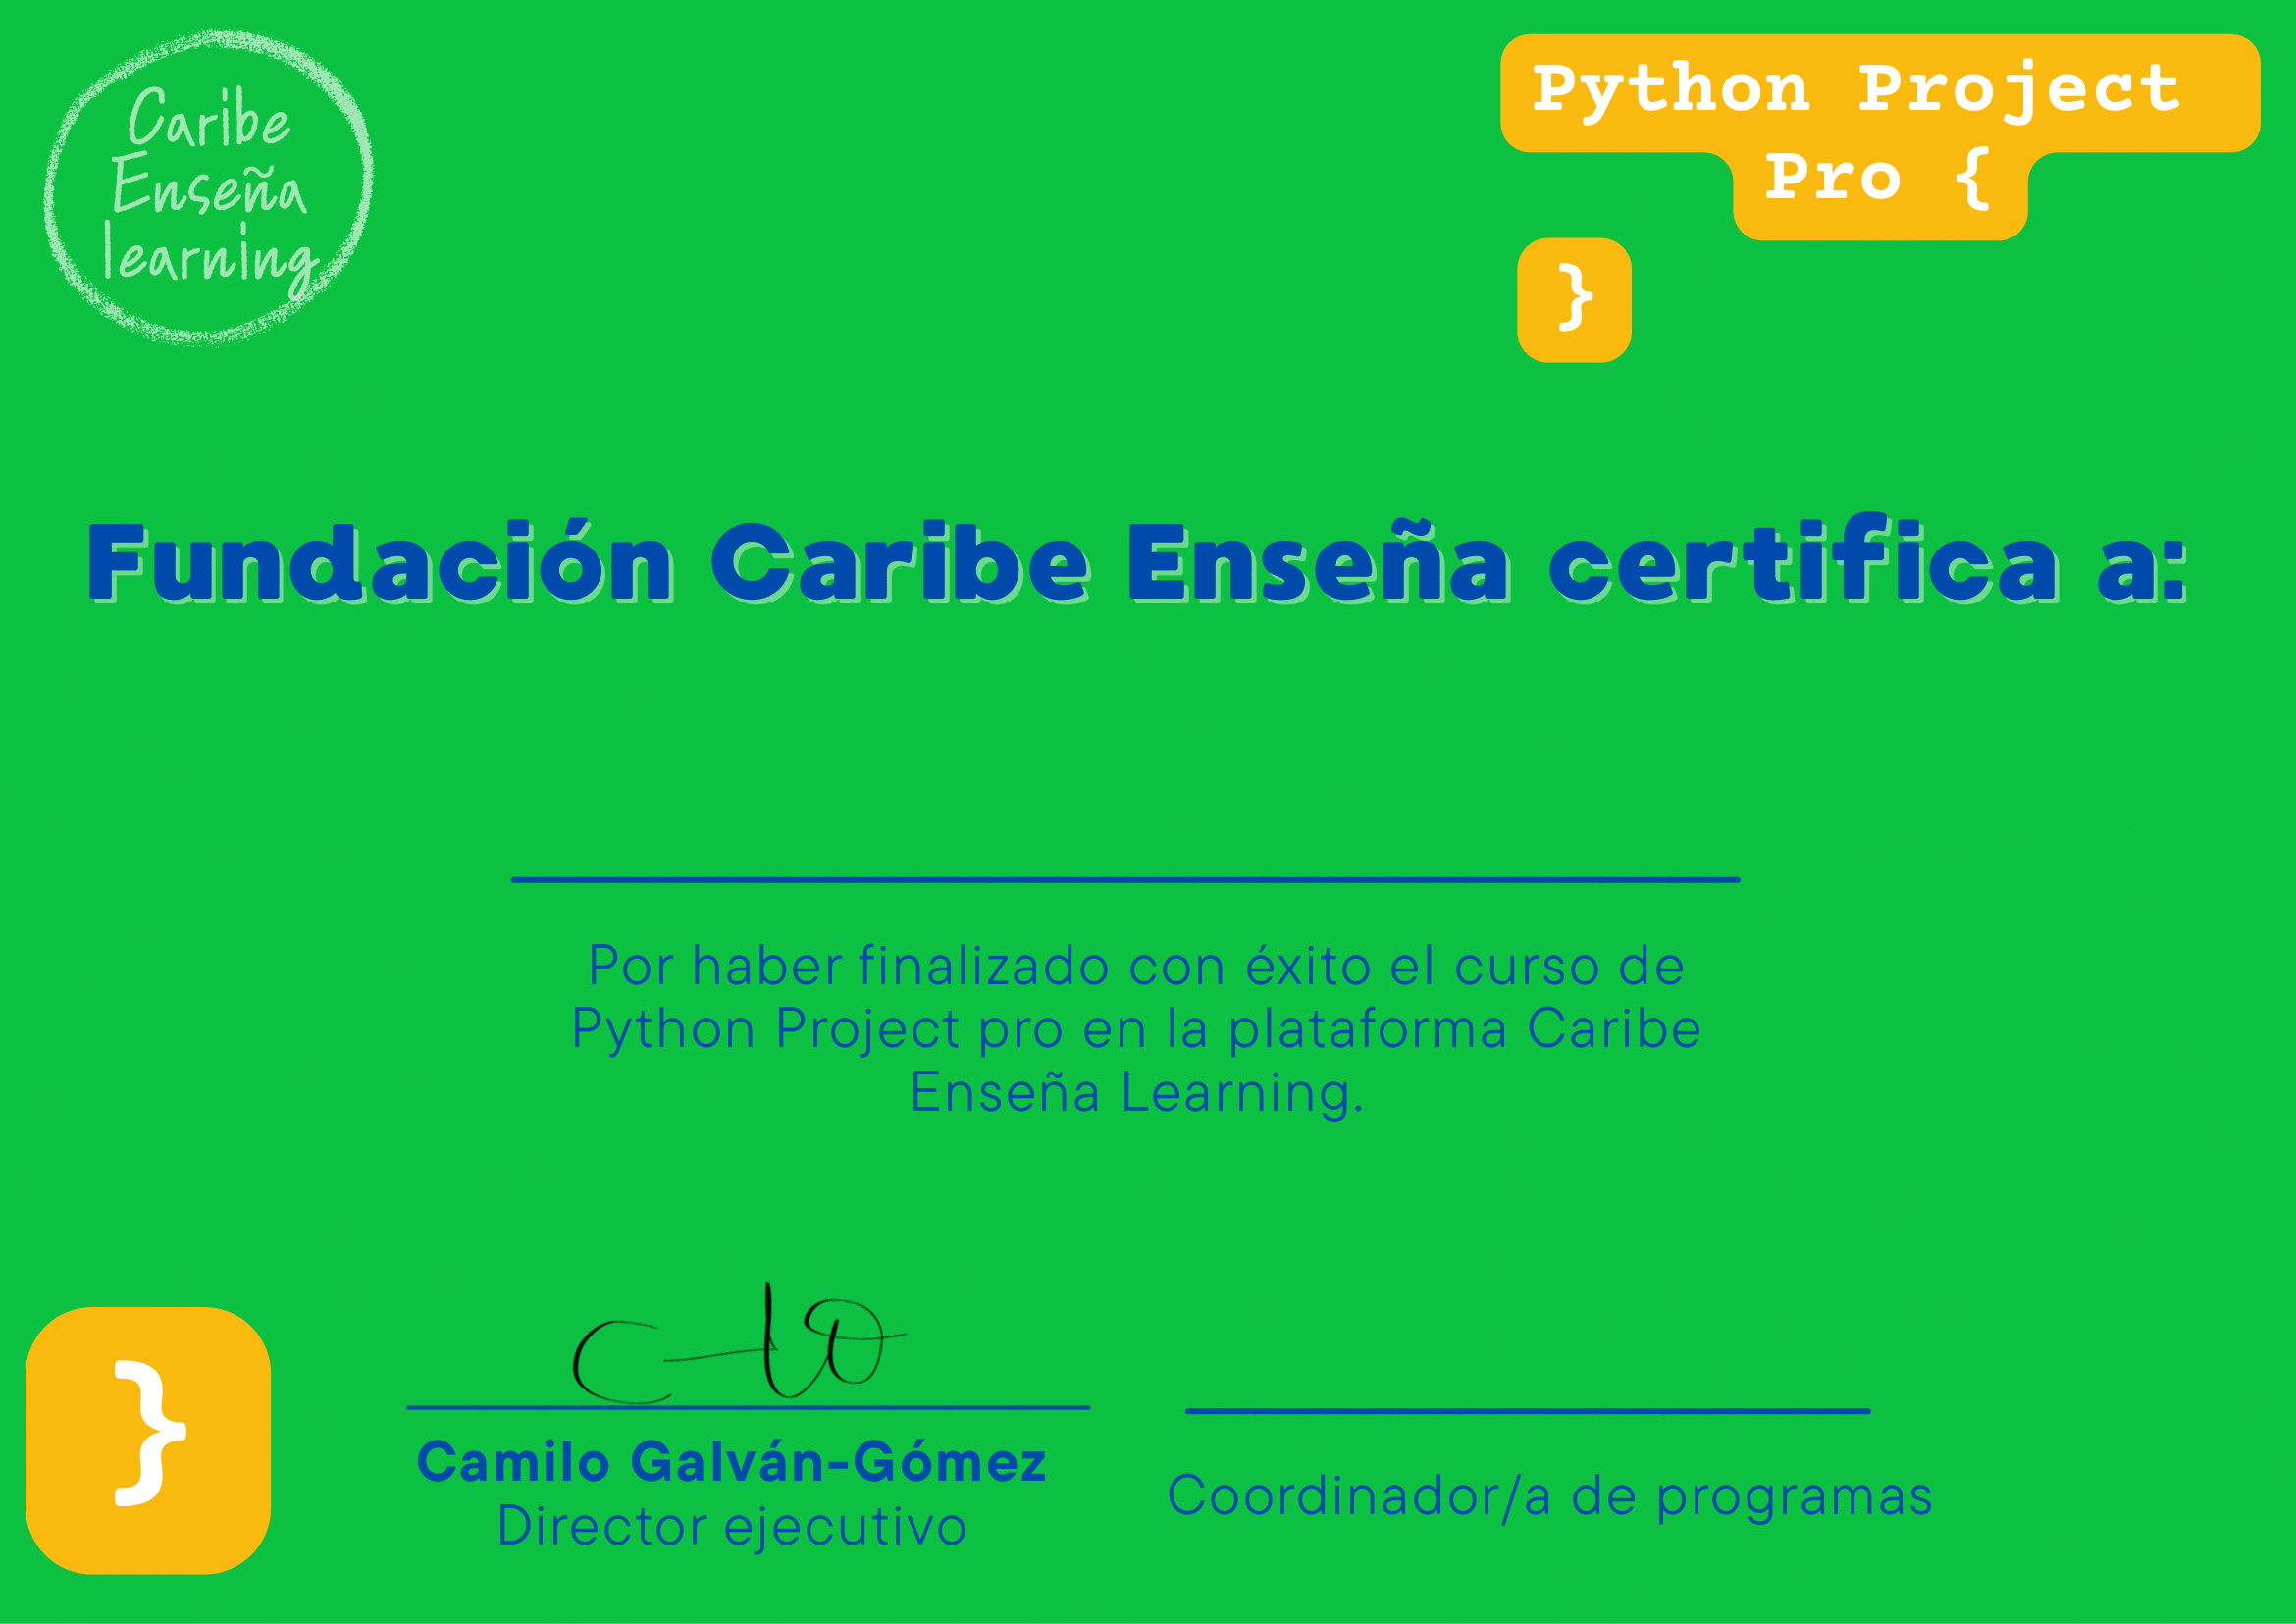 Caribe
Enseña
learning
Python Project
Pro {
}
Fundación Caribe Enseña certifica a:
Por haber finalizado con éxito el curso de
Python Project pro en la plataforma Caribe
Enseña Learning.
}
Camilo Galván-Gómez
Director ejecutivo
Coordinador/a de programas